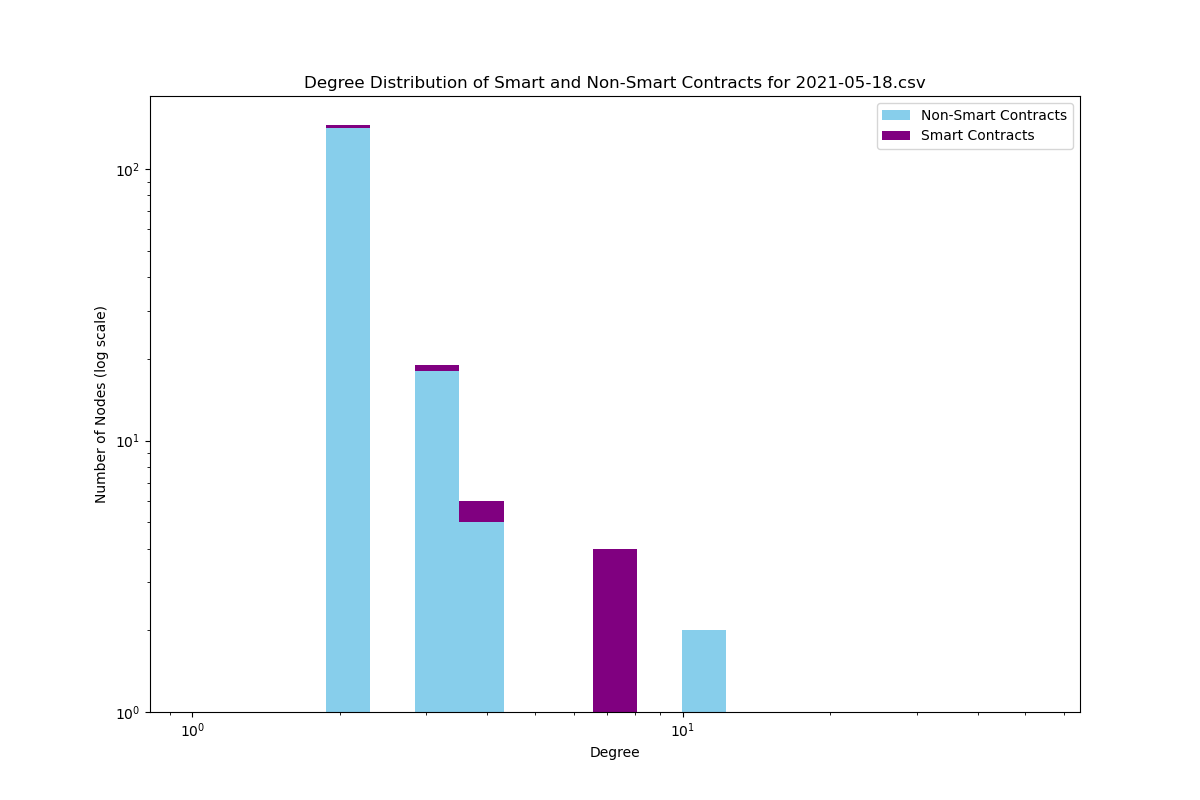 Degree Distribution of Smart and Non-Smart Contracts for 2021-05-18.csv
Non-Smart Contracts
Smart Contracts
Number of Nodes (log scale)
10²
10¹
10⁰
10⁰ 10¹
Degree